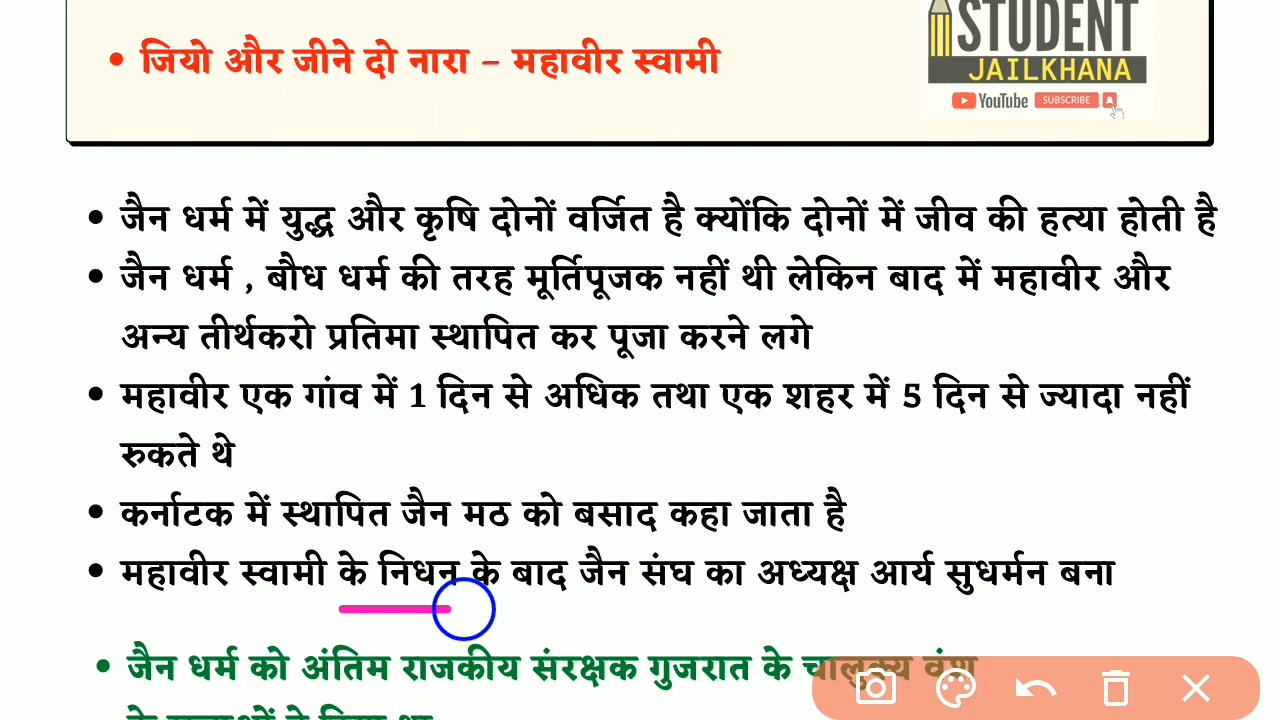 STUDENT
• जियो और जीने दो नारा – महावीर स्वामी
JAILKHANA
YouTube SUBSCRIBE
• जैन धर्म में युद्ध और कृषि दोनों वर्जित है क्योंकि दोनों में जीव की हत्या होती है
• जैन धर्म , बौध धर्म की तरह मूर्तिपूजक नहीं थी लेकिन बाद में महावीर और
अन्य तीर्थकरो प्रतिमा स्थापित कर पूजा करने लगे
• महावीर एक गांव में 1 दिन से अधिक तथा एक शहर में 5 दिन से ज्यादा नहीं
रुकते थे
• कर्नाटक में स्थापित जैन मठ को बसाद कहा जाता है
• महावीर स्वामी के निधन के बाद जैन संघ का अध्यक्ष आर्य सुधर्मन बना
• जैन धर्म को अंतिम राजकीय संरक्षक गुजरात के चालुक्य वंश